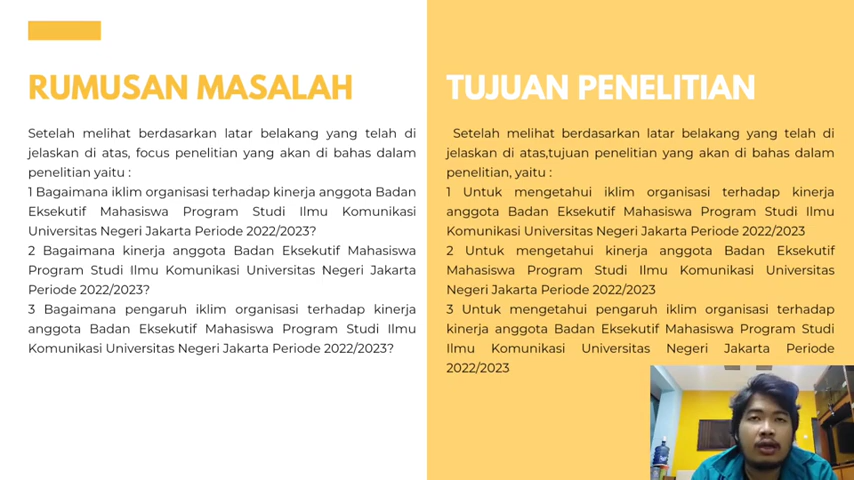 RUMUSAN MASALAH
Setelah melihat berdasarkan latar belakang yang telah di
jelaskan di atas, focus penelitian yang akan di bahas dalam
penelitian yaitu :
1 Bagaimana iklim organisasi terhadap kinerja anggota Badan
Eksekutif Mahasiswa Program Studi Ilmu Komunikasi
Universitas Negeri Jakarta Periode 2022/2023?
2 Bagaimana kinerja anggota Badan Eksekutif Mahasiswa
Program Studi Ilmu Komunikasi Universitas Negeri Jakarta
Periode 2022/2023?
3 Bagaimana pengaruh iklim organisasi terhadap kinerja
anggota Badan Eksekutif Mahasiswa Program Studi Ilmu
Komunikasi Universitas Negeri Jakarta Periode 2022/2023?
TUJUAN PENELITIAN
Setelah melihat berdasarkan latar belakang yang telah di
jelaskan di atas,tujuan penelitian yang akan di bahas dalam
penelitian, yaitu :
1 Untuk mengetahui iklim organisasi terhadap kinerja
anggota Badan Eksekutif Mahasiswa Program Studi Ilmu
Komunikasi Universitas Negeri Jakarta Periode 2022/2023
2 Untuk mengetahui kinerja anggota Badan Eksekutif
Mahasiswa Program Studi Ilmu Komunikasi Universitas
Negeri Jakarta Periode 2022/2023
3 Untuk mengetahui pengaruh iklim organisasi terhadap
kinerja anggota Badan Eksekutif Mahasiswa Program Studi
Ilmu Komunikasi Universitas Negeri Jakarta Periode
2022/2023